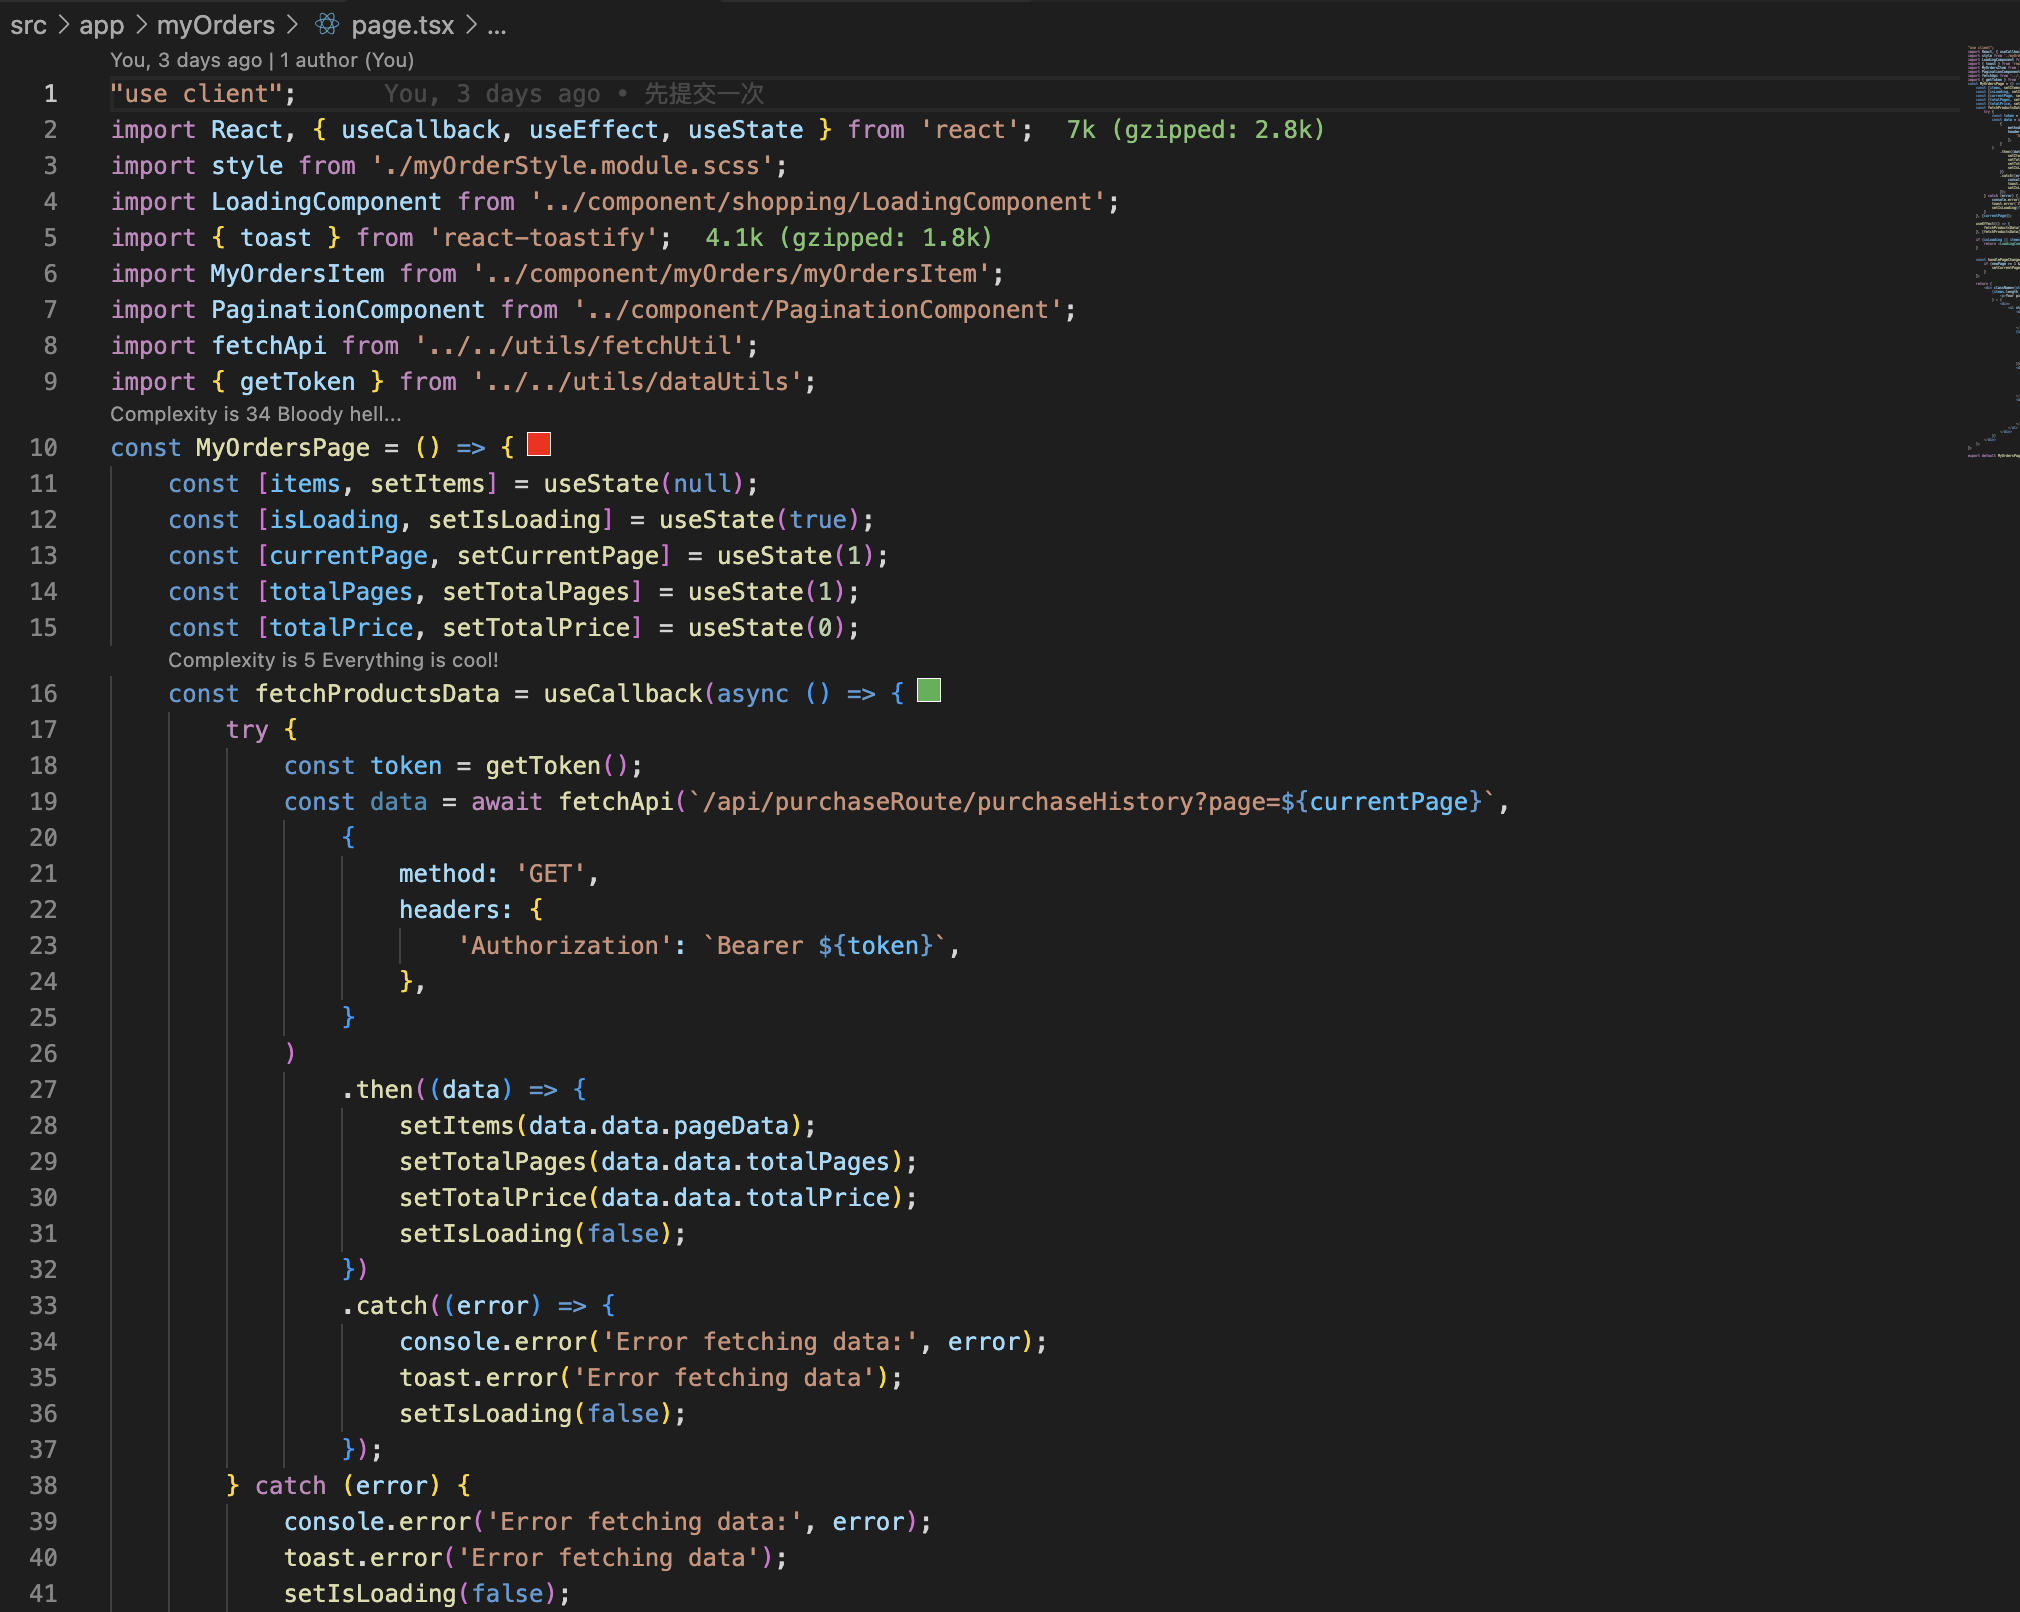 src > app > myOrders > page.tsx > ...
You, 3 days ago | 1 author (You)
1 "use client"; You, 3 days ago • 先提交一次
2 import React, { useCallback, useEffect, useState } from 'react'; 7k (gzipped: 2.8k)
3 import style from './myOrderStyle.module.scss';
4 import LoadingComponent from '../component/shopping/LoadingComponent';
5 import { toast } from 'react-toastify'; 4.1k (gzipped: 1.8k)
6 import MyOrdersItem from '../component/myOrders/myOrdersItem';
7 import PaginationComponent from '../component/PaginationComponent';
8 import fetchApi from '../../utils/fetchUtil';
9 import { getToken } from '../../utils/dataUtils';
Complexity is 34 Bloody hell...
10 const MyOrdersPage = () => {
11 const [items, setItems] = useState(null);
12 const [isLoading, setIsLoading] = useState(true);
13 const [currentPage, setCurrentPage] = useState(1);
14 const [totalPages, setTotalPages] = useState(1);
15 const [totalPrice, setTotalPrice] = useState(0);
Complexity is 5 Everything is cool!
16 const fetchProductsData = useCallback(async () => {
17 try {
18 const token = getToken();
19 const data = await fetchApi(`/api/purchaseRoute/purchaseHistory?page=${currentPage}`,
20 {
21 method: 'GET',
22 headers: {
23 'Authorization': `Bearer ${token}`,
24 },
25 }
26 )
27 .then((data) => {
28 setItems(data.data.pageData);
29 setTotalPages(data.data.totalPages);
30 setTotalPrice(data.data.totalPrice);
31 setIsLoading(false);
32 })
33 .catch((error) => {
34 console.error('Error fetching data:', error);
35 toast.error('Error fetching data');
36 setIsLoading(false);
37 });
38 } catch (error) {
39 console.error('Error fetching data:', error);
40 toast.error('Error fetching data');
41 setIsLoading(false);